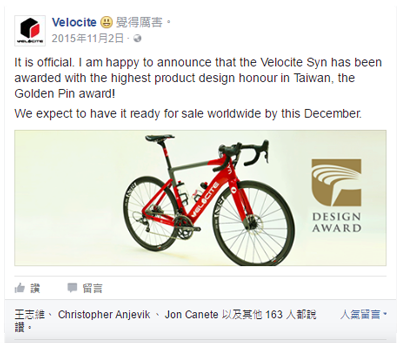 VELOCITE
Velocite 覺得厲害。
2015年11月2日 ·
It is official. I am happy to announce that the Velocite Syn has been
awarded with the highest product design honour in Taiwan, the
Golden Pin award!
We expect to have it ready for sale worldwide by this December.
VELOCITE
DESIGN
AWARD
讚 留言
王志維、 Christopher Anjevik 、 Jon Canete 以及其他 163 人都說
讚。
人氣留言